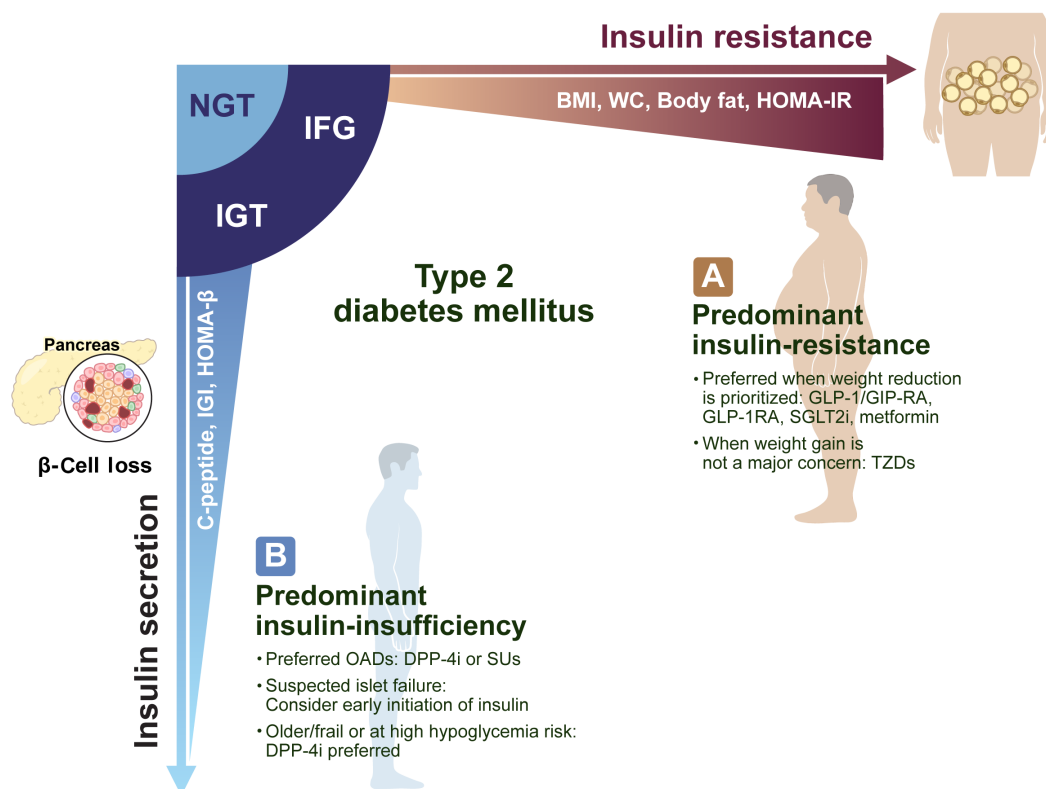 Insulin resistance
BMI, WC, Body fat, HOMA-IR
NGT
IFG
IGT
Type 2
diabetes mellitus
A
Predominant
insulin-resistance
• Preferred when weight reduction
is prioritized: GLP-1/GIP-RA,
GLP-1RA, SGLT2i, metformin
• When weight gain is
not a major concern: TZDs
Pancreas
β-Cell loss
C-peptide, IGI, HOMA-β
Insulin secretion
B
Predominant
insulin-insufficiency
• Preferred OADs: DPP-4i or SUs
• Suspected islet failure:
Consider early initiation of insulin
• Older/frail or at high hypoglycemia risk:
DPP-4i preferred